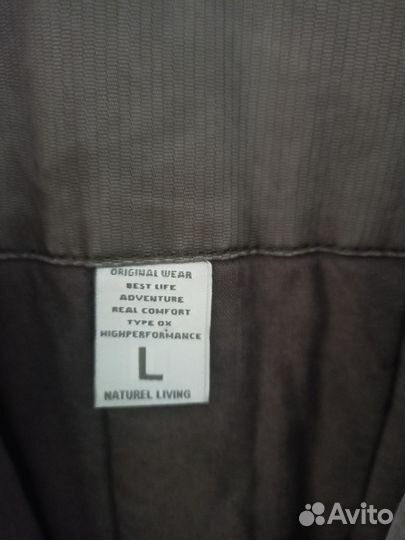 ORIGINAL WEAR
BEST LIFE
ADVENTURE
REAL COMFORT
TYPE OX
HIGHPERFORMANCE
L
NATUREL LIVING
Avito